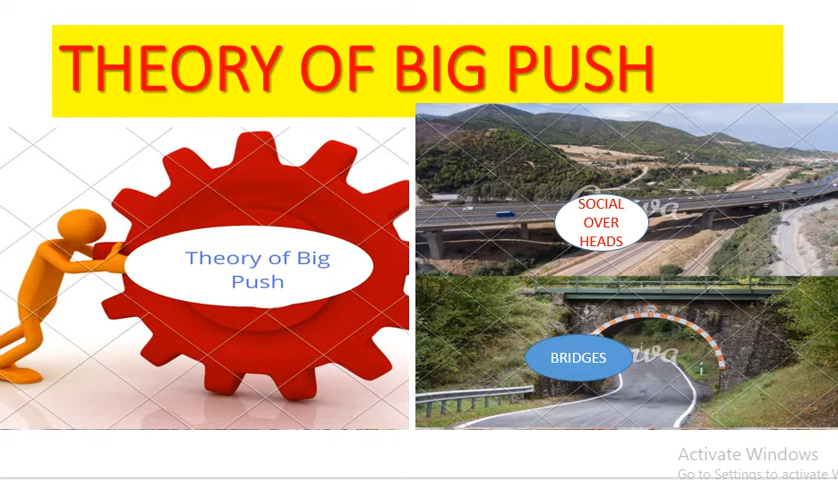 THEORY OF BIG PUSH
Theory of Big
Push
SOCIAL
OVER
HEADS
BRIDGES
Activate Windows
Go to Settings to activate